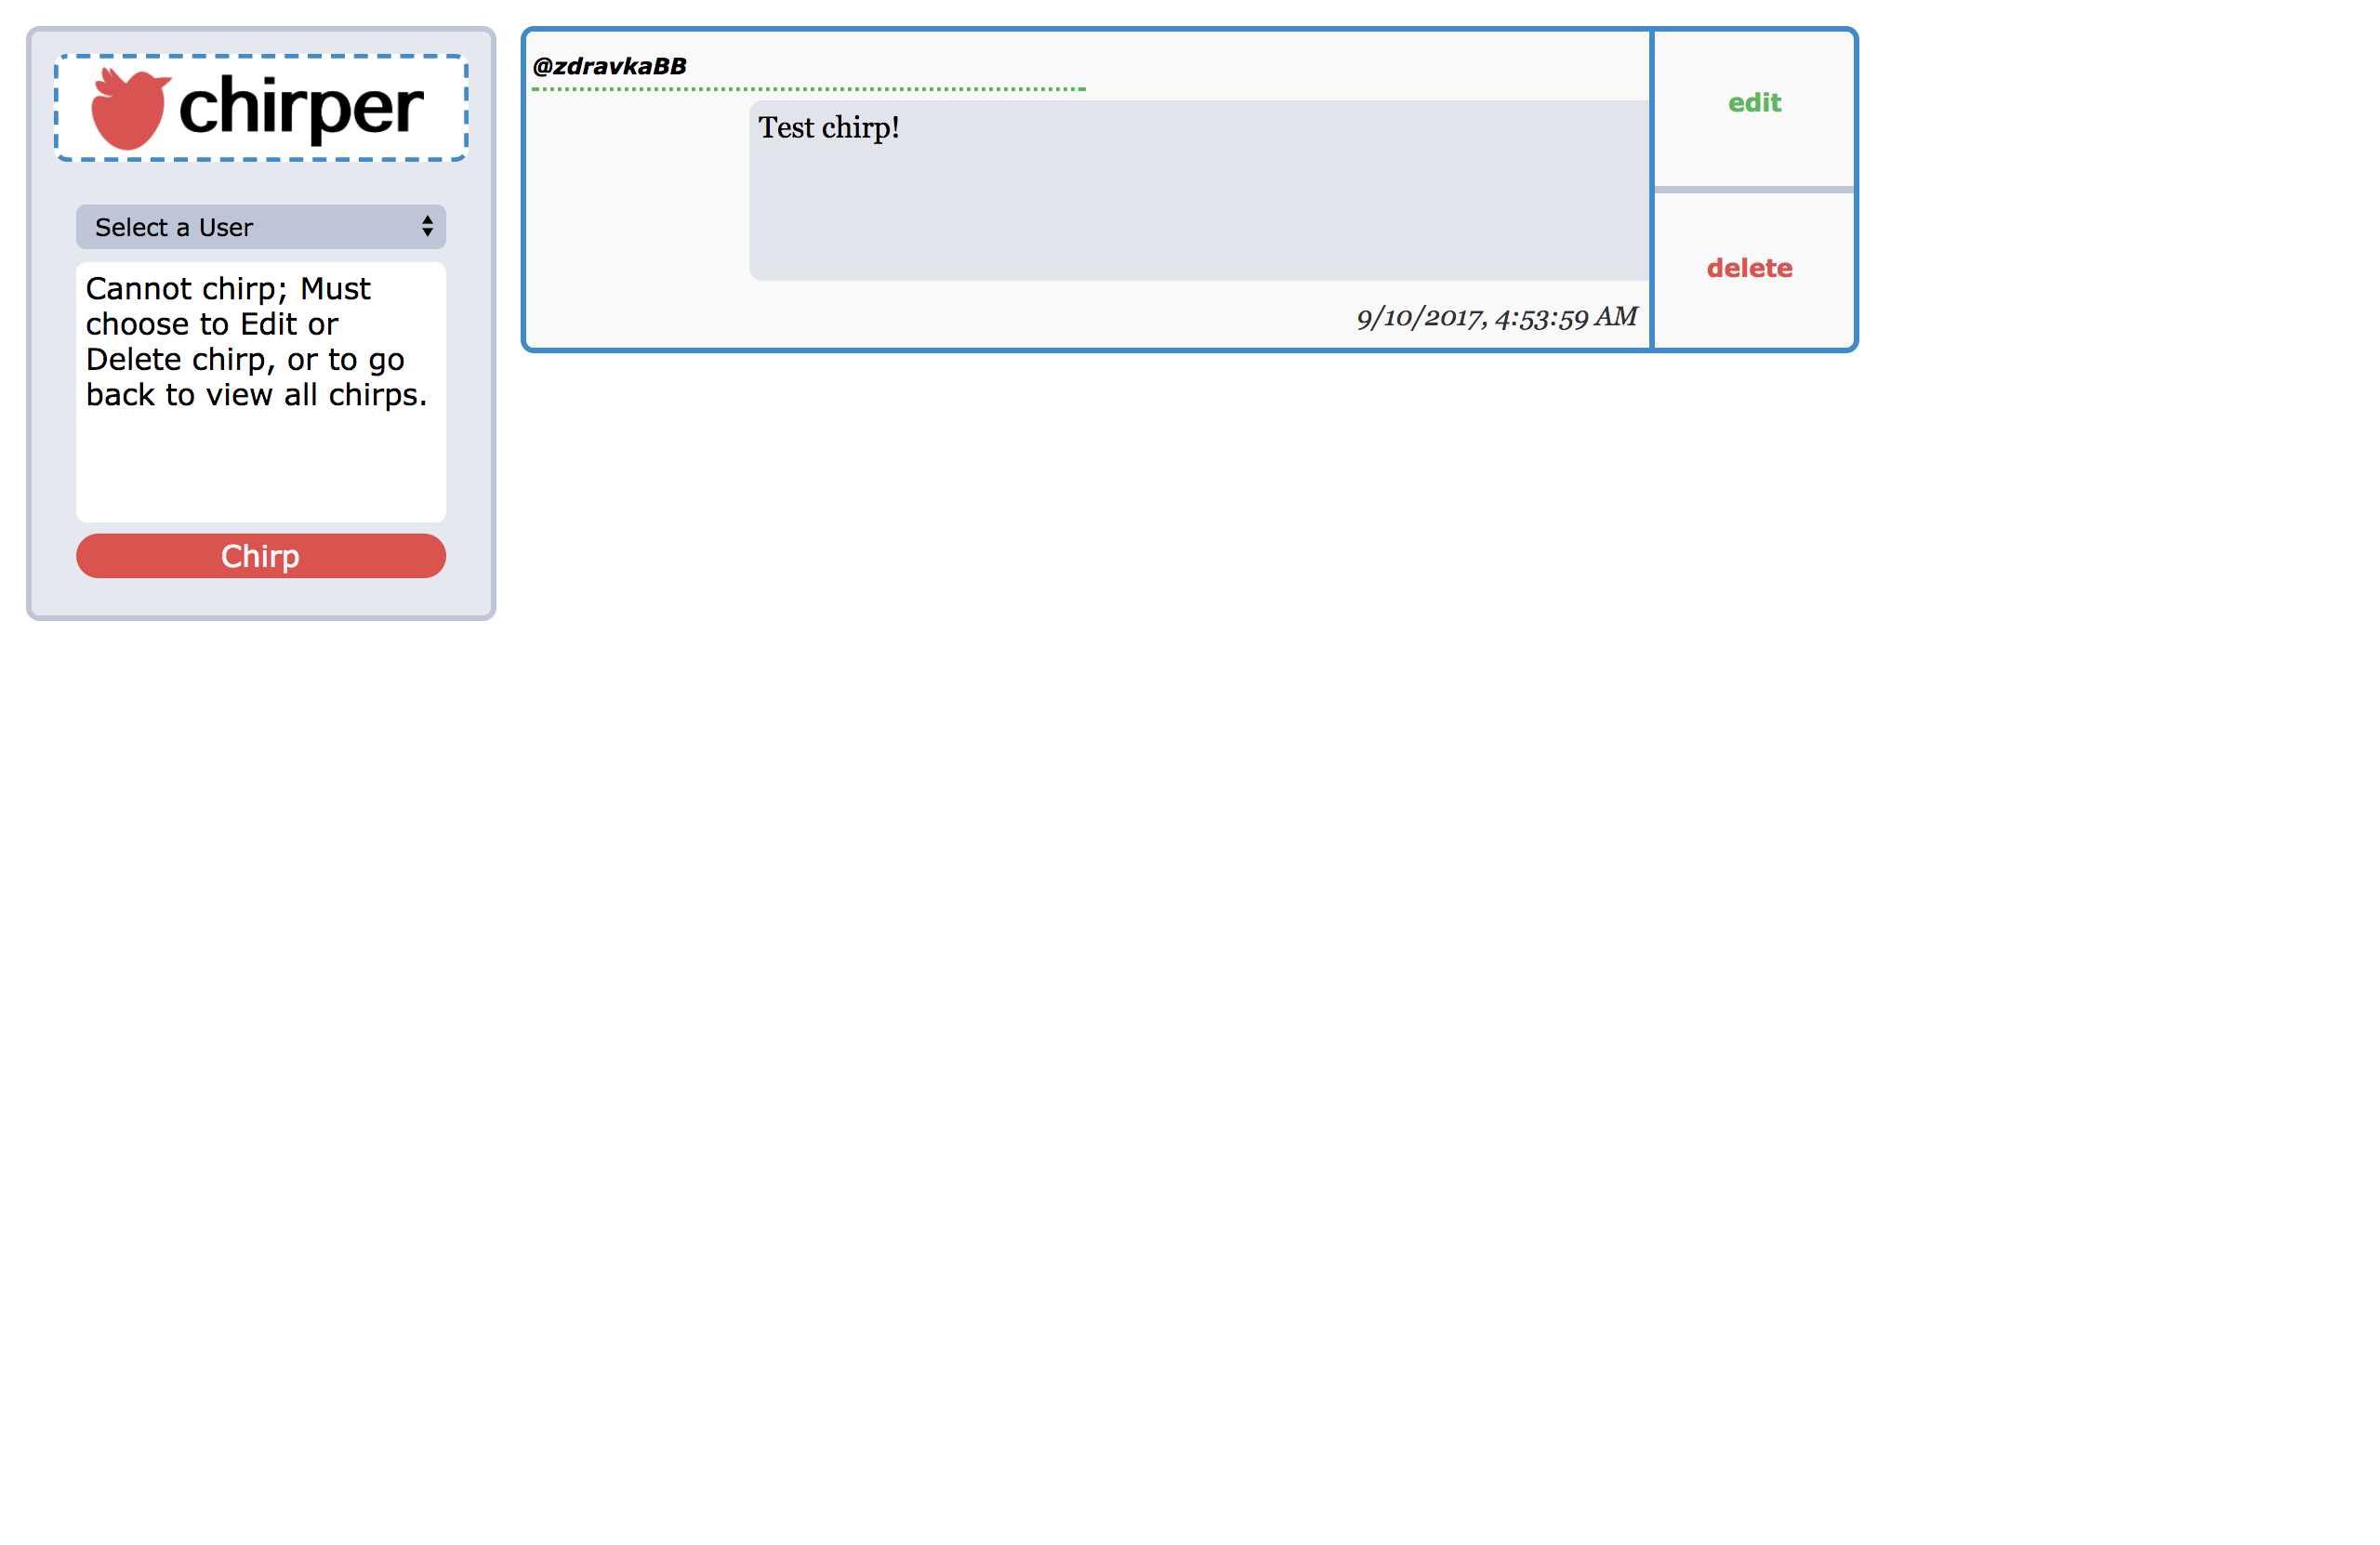 chirper
Select a User
Cannot chirp; Must
choose to Edit or
Delete chirp, or to go
back to view all chirps.
Chirp
@zdravkaBB
Test chirp!
9/10/2017, 4:53:59 AM
edit
delete